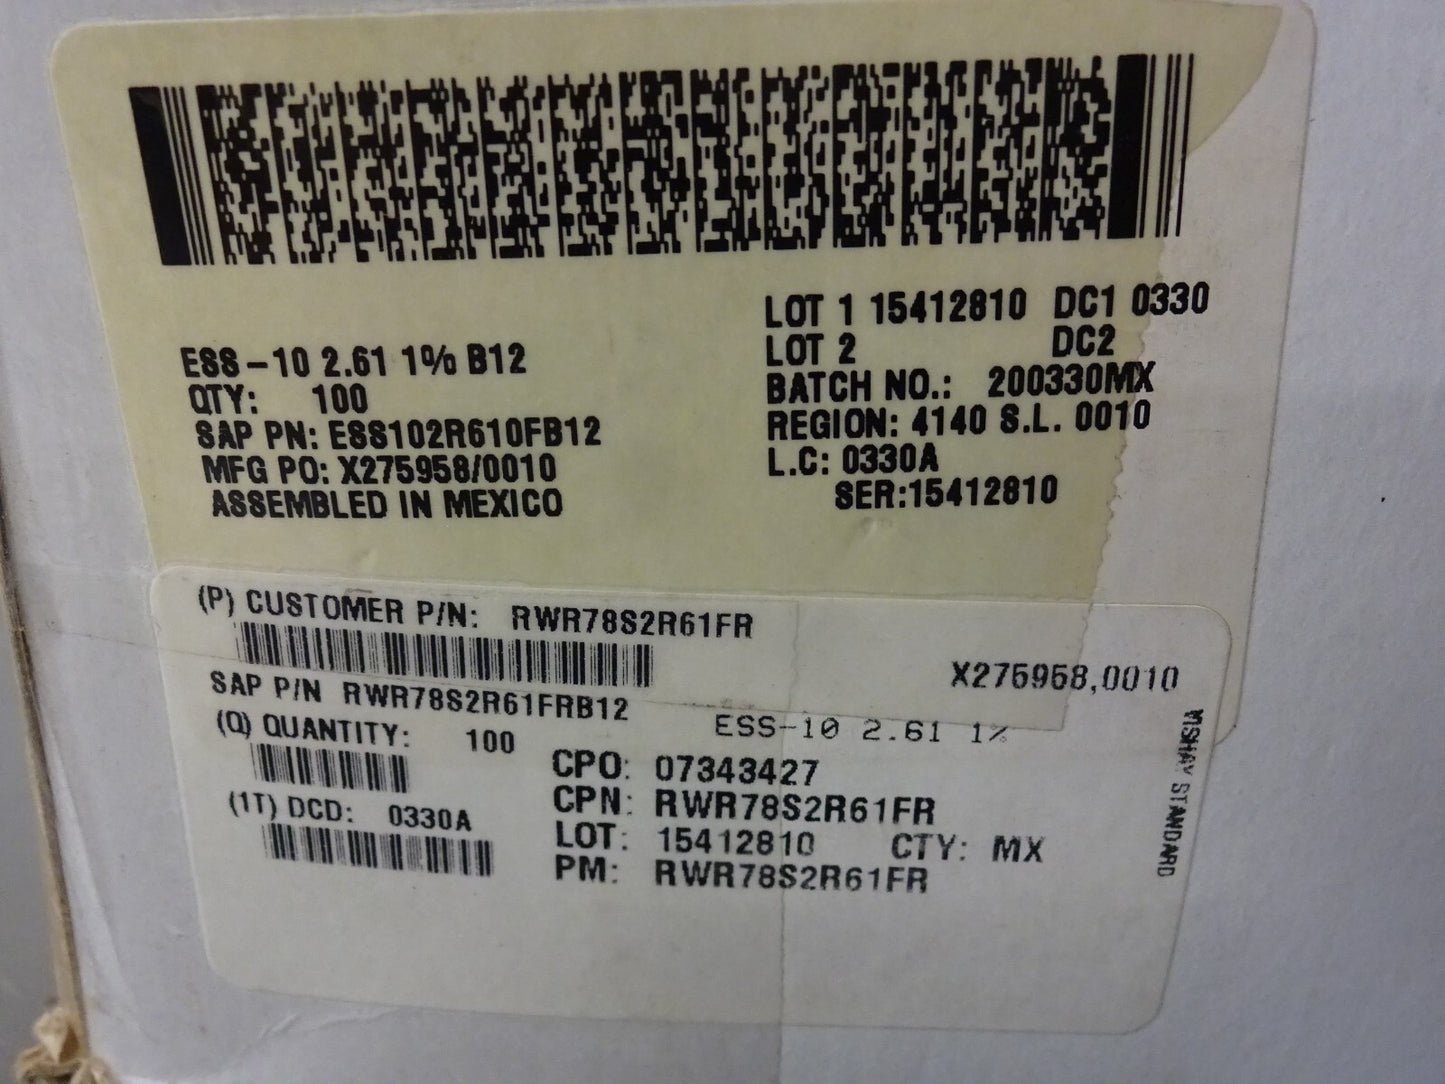 LOT 1 15412810 DC1 0330
LOT 2 DC2
BATCH NO.: 200330MX
REGION: 4140 S.L. 0010
L.C: 0330A
SER:15412810
ESS-10 2.61 1% B12
QTY: 100
SAP PN: ESS102R610FB12
MFG PO: X275958/0010
ASSEMBLED IN MEXICO
(P) CUSTOMER P/N: RWR78S2R61FR
X275958,0010
SAP P/N RWR78S2R61FRB12
ESS-10 2.61 1%
(Q) QUANTITY: 100
(1T) DCD: 0330A
CPO: 07343427
CPN: RWR78S2R61FR
LOT: 15412810 CTY: MX
PM: RWR78S2R61FR
VISHAY STANDARD